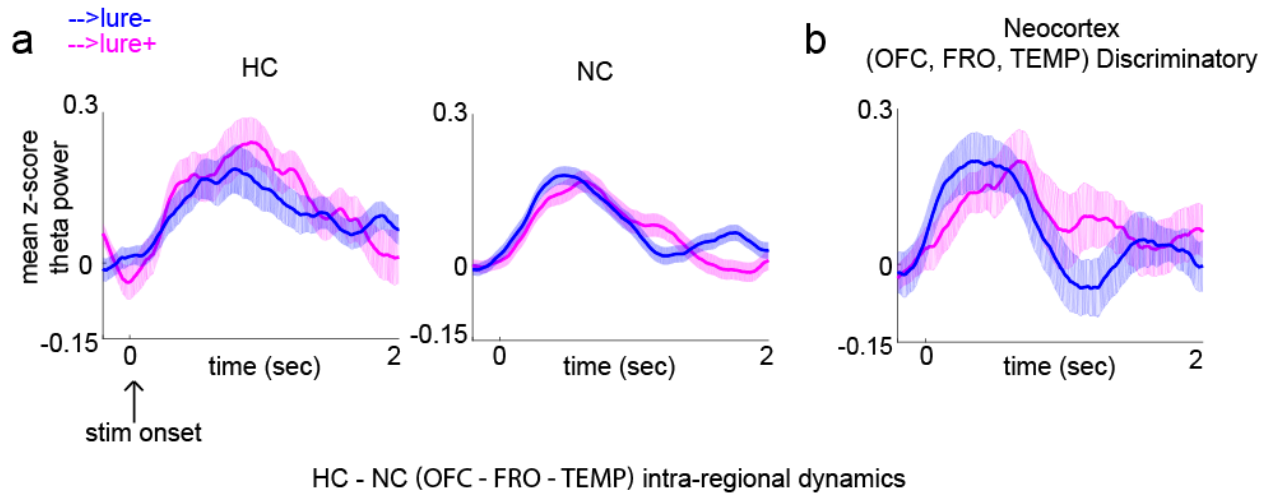 -->lure-
-->lure+
a
HC
NC
b
Neocortex
(OFC, FRO, TEMP) Discriminatory
mean z-score
theta power
0.3
0
-0.15
0
2
time (sec)
stim onset
0.3
0
-0.15
0
2
time (sec)
0.3
0
-0.15
0
2
time (sec)
HC - NC (OFC - FRO - TEMP) intra-regional dynamics